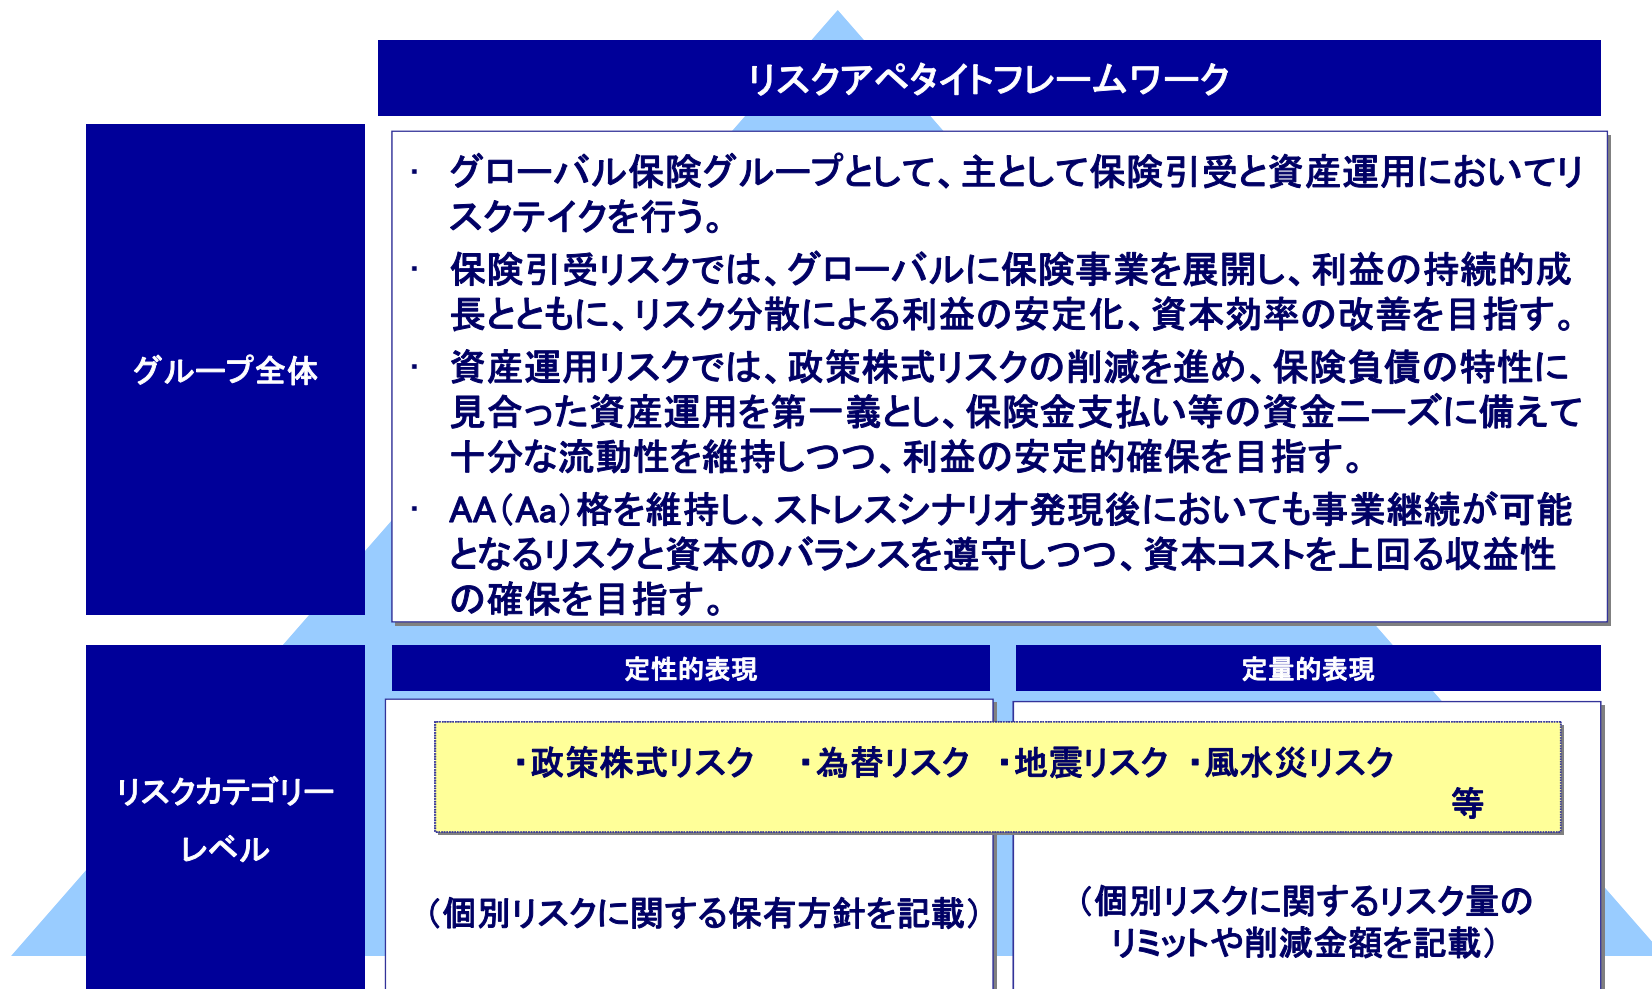 リスクアペタイトフレームワーク
グループ全体
・ グローバル保険グループとして、主として保険引受と資産運用においてリ
スクテイクを行う。
・ 保険引受リスクでは、グローバルに保険事業を展開し、利益の持続的成
長とともに、リスク分散による利益の安定化、資本効率の改善を目指す。
・ 資産運用リスクでは、政策株式リスクの削減を進め、保険負債の特性に
見合った資産運用を第一義とし、保険金支払い等の資金ニーズに備えて
十分な流動性を維持しつつ、利益の安定的確保を目指す。
・ AA（Aa）格を維持し、ストレスシナリオ発現後においても事業継続が可能
となるリスクと資本のバランスを遵守しつつ、資本コストを上回る収益性
の確保を目指す。
リスクカテゴリー
レベル
定性的表現
定量的表現
・政策株式リスク ・為替リスク ・地震リスク ・風水災リスク
等
（個別リスクに関する保有方針を記載）
（個別リスクに関するリスク量の
リミットや削減金額を記載）